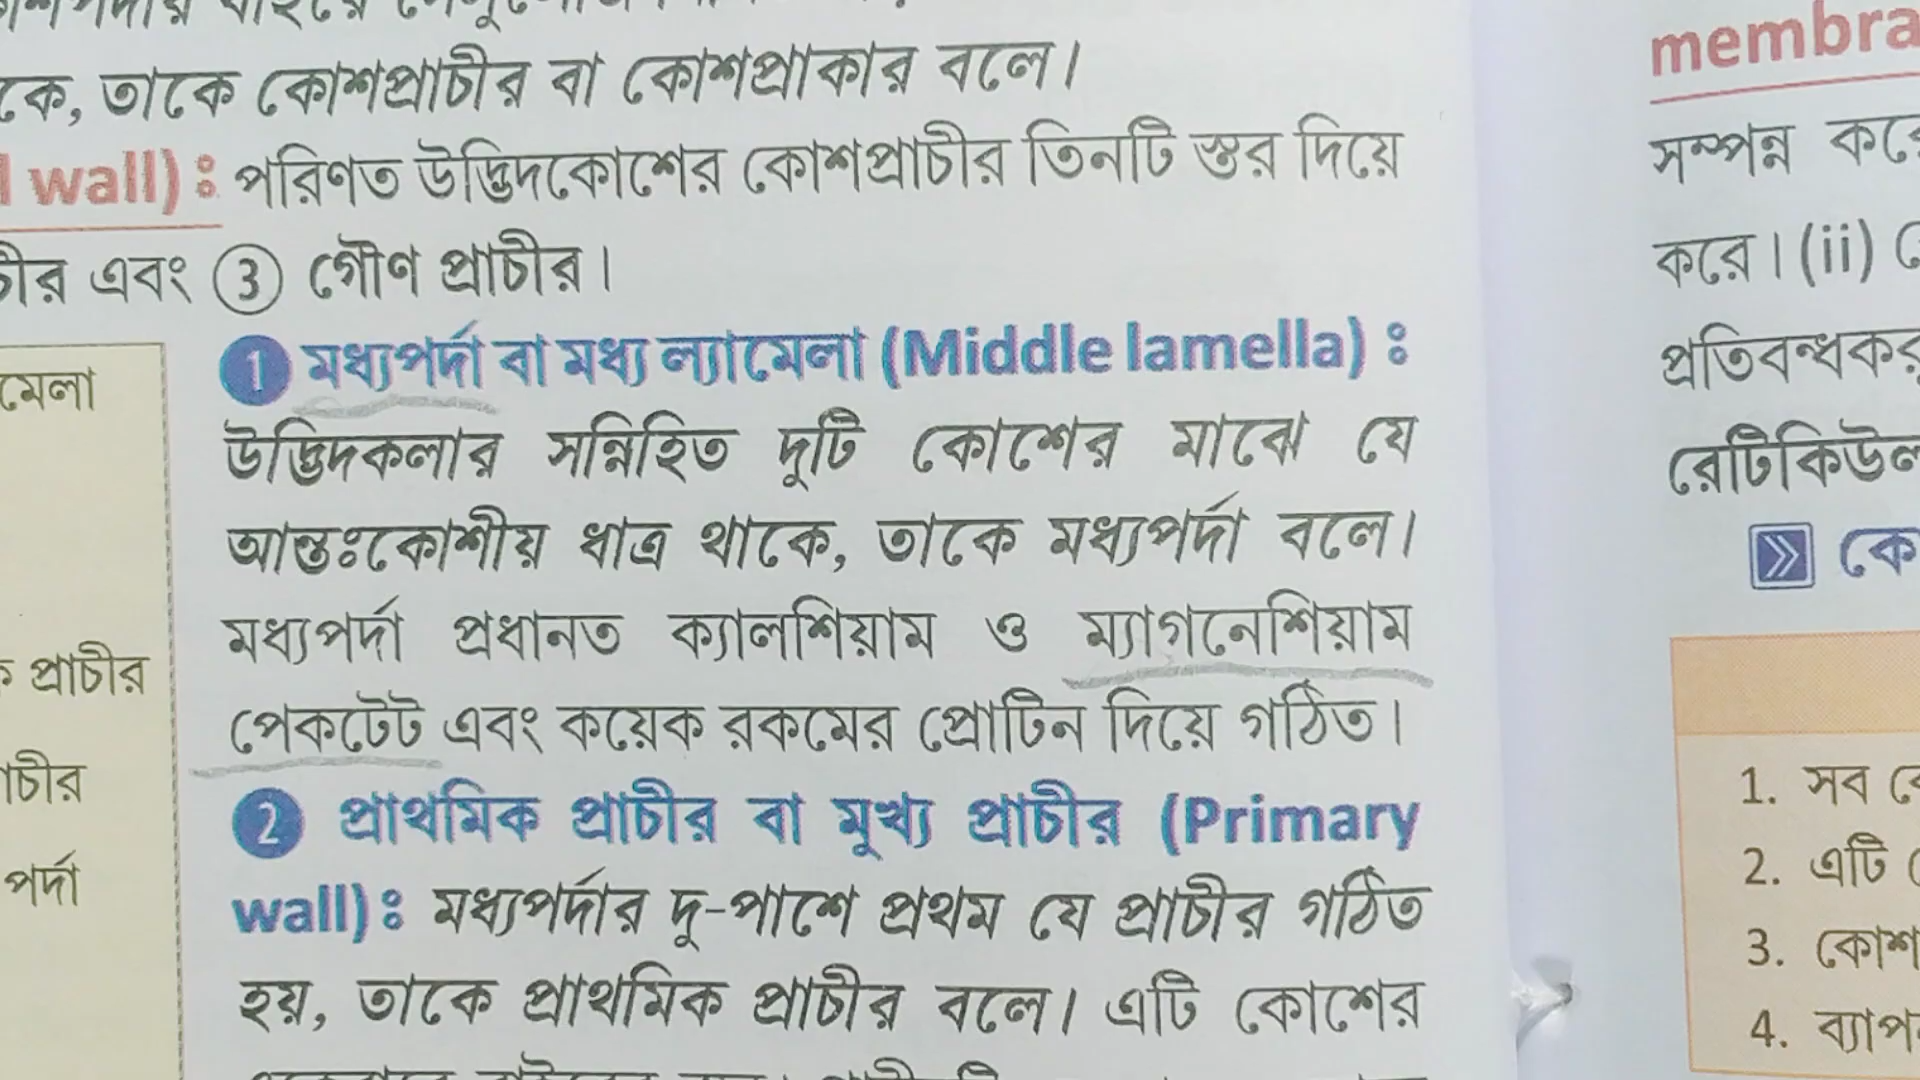 কে, তাকে কোশপ্রাচীর বা কোশপ্রাকার বলে।
wall) ঃ পরিণত উদ্ভিদকোশের কোশপ্রাচীর তিনটি স্তর দিয়ে
চীর এবং ③ গৌণ প্রাচীর।
1 মধ্যপর্দা বা মধ্য ল্যামেলা (Middle lamella) ঃ
উদ্ভিদকলার সন্নিহিত দুটি কোশের মাঝে যে
আন্তঃকোশীয় ধাত্র থাকে, তাকে মধ্যপর্দা বলে।
মধ্যপর্দা প্রধানত ক্যালশিয়াম ও ম্যাগনেশিয়াম
পেকটেট এবং কয়েক রকমের প্রোটিন দিয়ে গঠিত।
2 প্রাথমিক প্রাচীর বা মুখ্য প্রাচীর (Primary
wall) ঃ মধ্যপর্দার দু-পাশে প্রথম যে প্রাচীর গঠিত
হয়, তাকে প্রাথমিক প্রাচীর বলে। এটি কোশের
মেলা
প্রাচীর
চীর
পর্দা
membra
সম্পন্ন করে
করে। (ii)
প্রতিবন্ধকর
রেটিকিউল
» কে
1. সব
2. এটি
3. কোশ
4. ব্যাপ